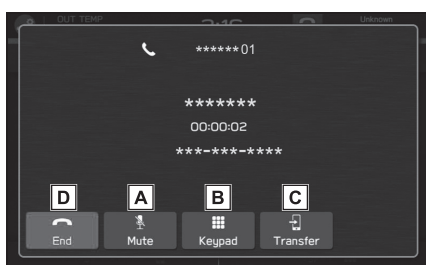 OUT TEMP Unknown
******01
*******
00:00:02
***-***-****
D A B C
End Mute Keypad Transfer